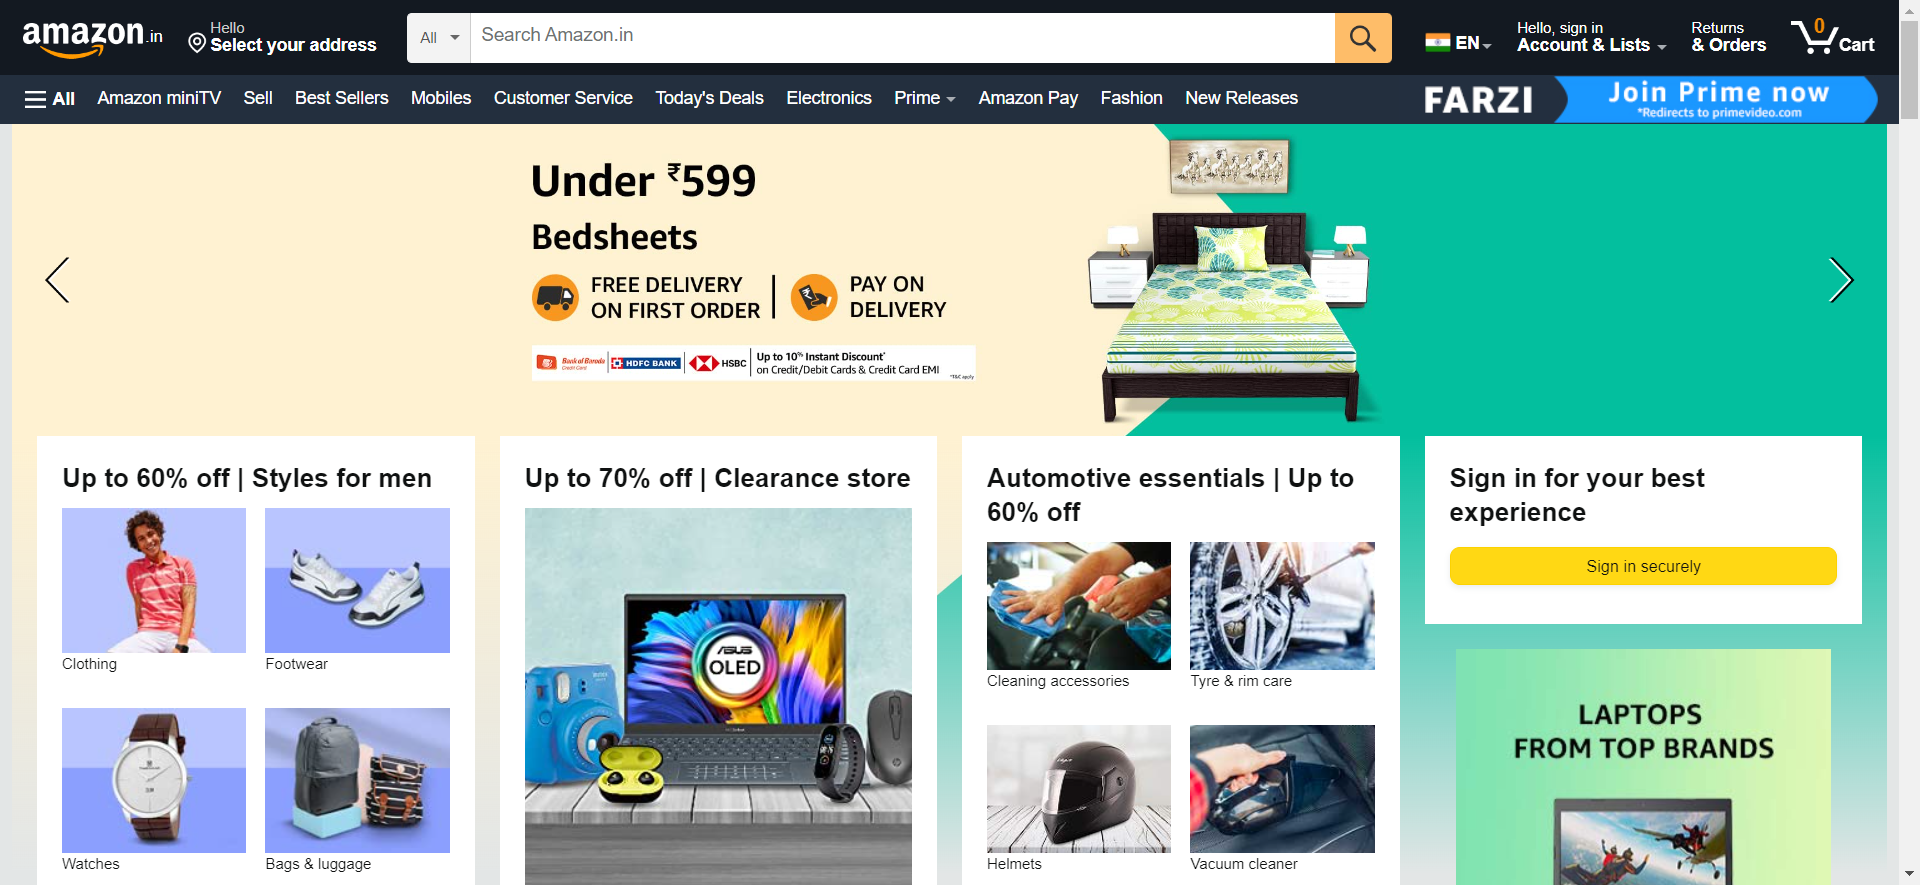 amazon.in
Hello
Select your address
All
Search Amazon.in
EN
Hello, sign in
Account & Lists
Returns
& Orders
0
Cart
All
Amazon miniTV
Sell
Best Sellers
Mobiles
Customer Service
Today's Deals
Electronics
Prime
Amazon Pay
Fashion
New Releases
FARZI
Join Prime now
*Redirects to primevideo.com
Under ₹599
Bedsheets
FREE DELIVERY
ON FIRST ORDER
PAY ON
DELIVERY
Bank of Baroda
Credit Card
HDFC BANK
HSBC
Up to 10% Instant Discount*
on Credit/Debit Cards & Credit Card EMI
*T&C apply
Up to 60% off | Styles for men
Clothing
Footwear
Watches
Bags & luggage
Up to 70% off | Clearance store
ASUS
OLED
Automotive essentials | Up to
60% off
Cleaning accessories
Tyre & rim care
Helmets
Vacuum cleaner
Sign in for your best
experience
Sign in securely
LAPTOPS
FROM TOP BRANDS